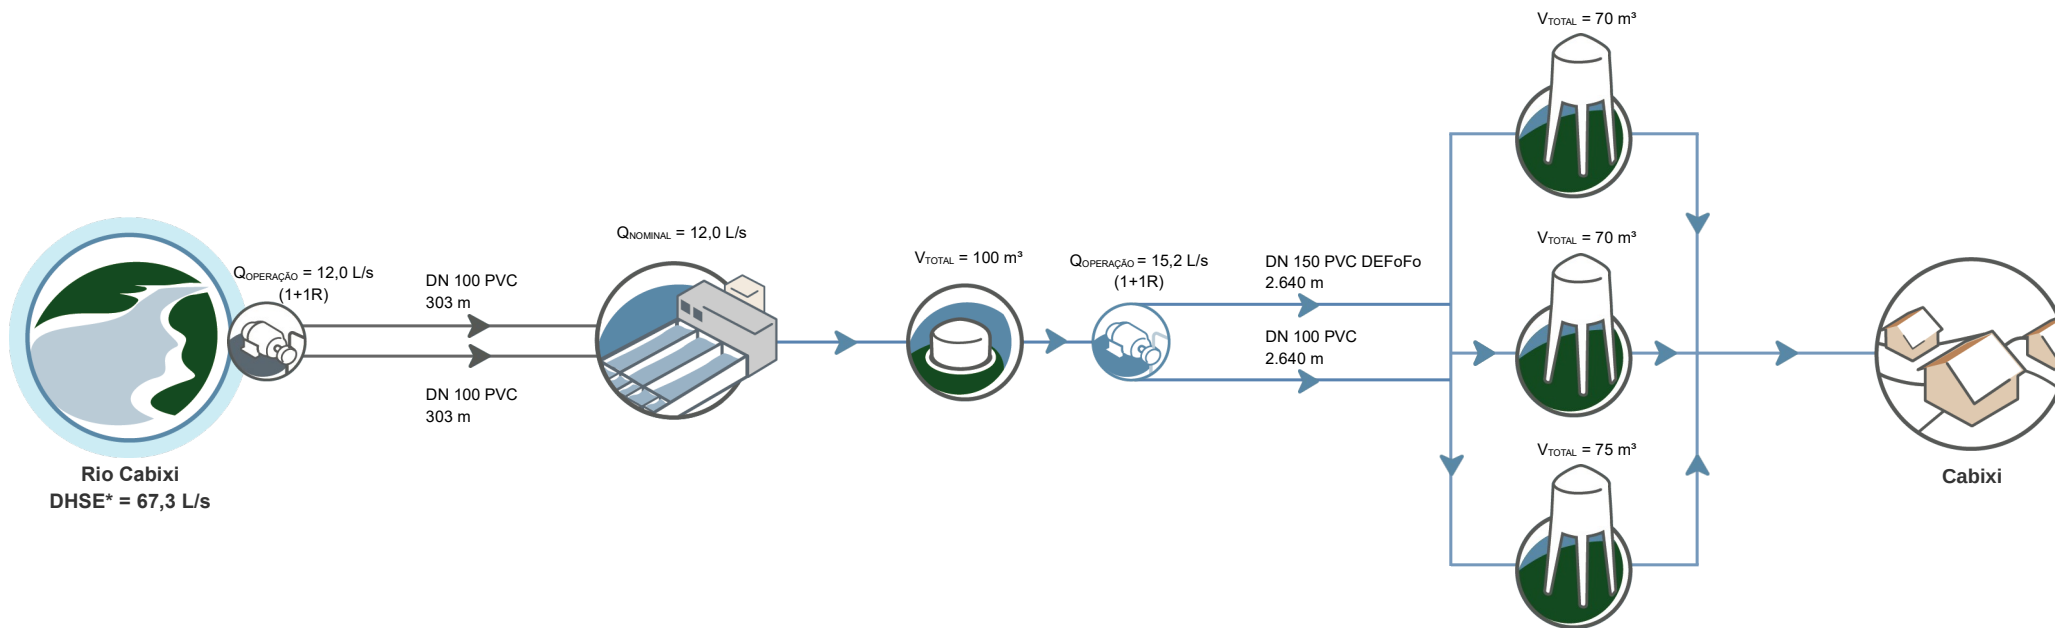 Rio Cabixi
DHSE* = 67,3 L/s
QOPERAÇÃO = 12,0 L/s
(1+1R)
DN 100 PVC
303 m
DN 100 PVC
303 m
QNOMINAL = 12,0 L/s
VTOTAL = 100 m³
QOPERAÇÃO = 15,2 L/s
(1+1R)
DN 150 PVC DEFoFo
2.640 m
DN 100 PVC
2.640 m
VTOTAL = 70 m³
VTOTAL = 70 m³
VTOTAL = 75 m³
Cabixi